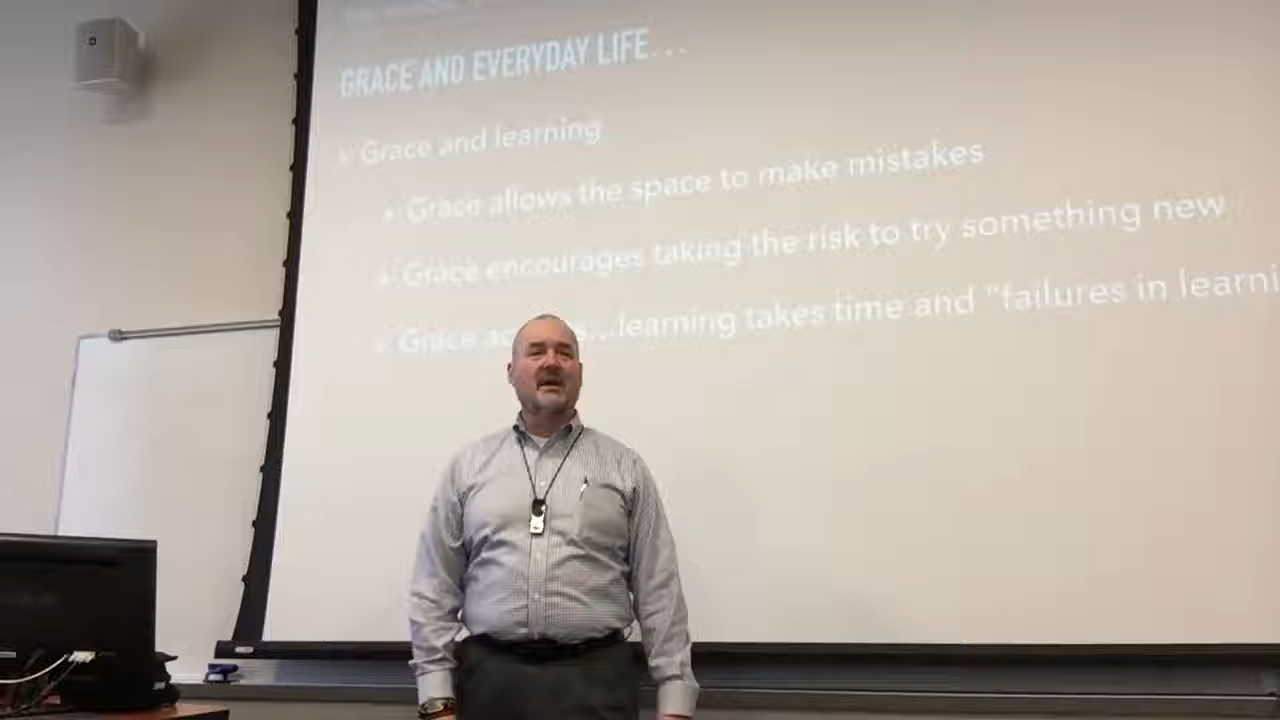 GRACE AND EVERYDAY LIFE...
Grace and learning
Grace allows the space to make mistakes
Grace encourages taking the risk to try something new
Grace ...learning takes time and "failures in learni